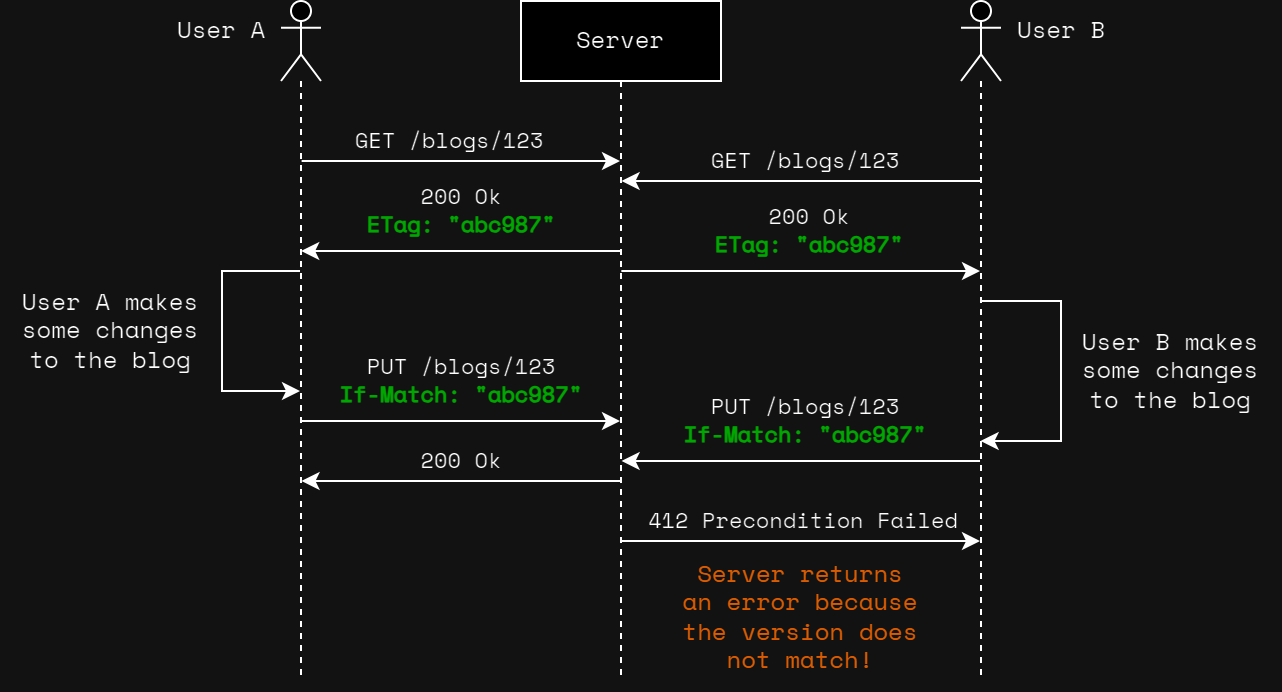 User A
Server
User B
GET /blogs/123
GET /blogs/123
200 Ok
ETag: "abc987"
200 Ok
ETag: "abc987"
User A makes
some changes
to the blog
User B makes
some changes
to the blog
PUT /blogs/123
If-Match: "abc987"
PUT /blogs/123
If-Match: "abc987"
200 Ok
412 Precondition Failed
Server returns
an error because
the version does
not match!